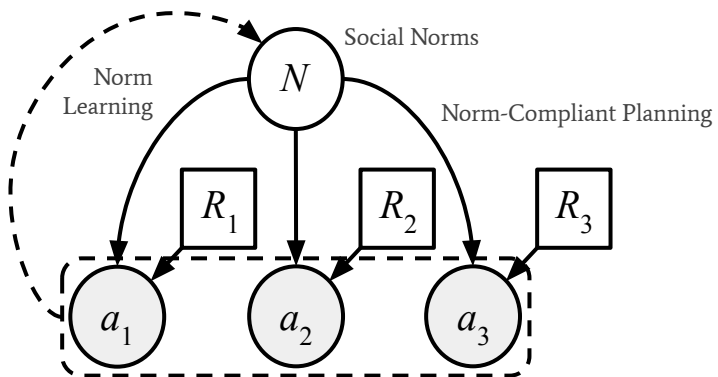 Social Norms
N
Norm
Learning
Norm-Compliant Planning
R₁
R₂
R₃
a₁
a₂
a₃